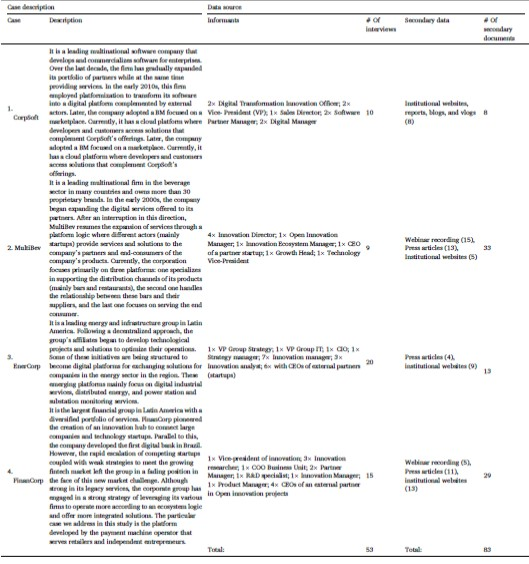 Case description Data source
Case Description Informants # Of interviews Secondary data # Of secondary documents
1. CorpSoft
It is a leading multinational software company that
develops and commercializes software for enterprises.
Over the last decade, the firm has gradually expanded
its portfolio of partners while at the same time
providing services. In the early 2010s, this firm
employed platformization to transform its software
into a digital platform complemented by external
actors. Later, the company adopted a BM focused on a
marketplace. Currently, it has a cloud platform where
developers and customers access solutions that
complement CorpSoft's offerings. Later, the company
adopted a BM focused on a marketplace. Currently, it
has a cloud platform where developers and customers
access solutions that complement CorpSoft's
offerings.
2× Digital Transformation Innovation Officer; 2×
Vice- President (VP); 1× Sales Director; 2× Software
Partner Manager; 2× Digital Manager
10
Institutional websites,
reports, blogs, and vlogs
(8)
8
2. MultiBev
It is a leading multinational firm in the beverage
sector in many countries and owns more than 30
proprietary brands. In the early 2000s, the company
began expanding the digital services offered to its
partners. After an interruption in this direction,
MultiBev resumes the expansion of services through a
platform logic where different actors (mainly
startups) provide services and solutions to the
company's partners and end-consumers of the
company's products. Currently, the corporation
focuses primarily on three platforms: one specializes
in supporting the distribution channels of its products
(mainly bars and restaurants), the second one handles
the relationship between these bars and their
suppliers, and the last one focuses on serving the end
consumer.
4× Innovation Director; 1× Open Innovation
Manager; 1× Innovation Ecosystem Manager; 1× CEO
of a partner startup; 1× Growth Head; 1× Technology
Vice-President
9
Webinar recording (15),
Press articles (13),
Institutional websites (5)
33
3. EnerCorp
It is a leading energy and infrastructure group in Latin
America. Following a decentralized approach, the
group's affiliates began to develop technological
projects and solutions to optimize their operations.
Some of these initiatives are being structured to
become digital platforms for exchanging solutions for
companies in the energy sector in the region. These
emerging platforms mainly focus on digital industrial
services, distributed energy, and power station and
substation monitoring services.
1× VP Group Strategy; 1× VP Group IT; 1× CIO; 1×
Strategy manager; 7× innovation manager; 3×
Innovation analyst; 6× with CEOs of external partners
(startups)
20
Press articles (4),
institutional websites (9)
13
4. FinanCorp
It is the largest financial group in Latin America with a
diversified portfolio of services. FinanCorp pioneered
the creation of an innovation hub to connect large
companies and technology startups. Parallel to this,
the company developed the first digital bank in Brazil.
However, the rapid escalation of competing startups
coupled with weak strategies to meet the growing
fintech market left the group in a falling position in
the face of this new market challenge. Although
strong in its legacy services, the corporate group has
engaged in a strong strategy of leveraging its various
firms to operate more according to an ecosystem logic
and offer more integrated solutions. The particular
case we address in this study is the platform
developed by the payment machine operator that
serves retailers and independent entrepreneurs.
1× Vice-president of innovation; 3× Innovation
researcher; 1× COO Business Unit; 2× Partner
Manager; 1× R&D specialist; 1× Innovation Manager;
1× Product Manager; 4× CEOs of an external partner
in Open innovation projects
15
Webinar recording (5),
Press articles (11),
institutional websites
(13)
29
Total: 53 Total: 83